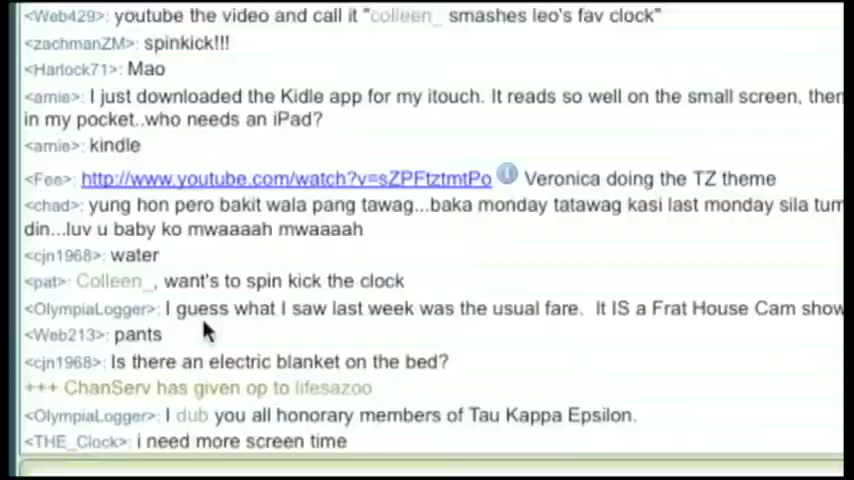 <Web429>: youtube the video and call it "colleen_ smashes leo's fav clock"
<zachmanZM>: spinkick!!!
<Harlock71>: Mao
<amie>: I just downloaded the Kidle app for my itouch. It reads so well on the small screen, then
in my pocket..who needs an iPad?
<amie>: kindle
<Fee>: http://www.youtube.com/watch?v=sZPFtztmtPo Veronica doing the TZ theme
<chad>: yung hon pero bakit wala pang tawag...baka monday tatawag kasi last monday sila tum
din...luv u baby ko mwaaaah mwaaaah
<cjn1968>: water
<pat>: Colleen_, want's to spin kick the clock
<OlympiaLogger>: I guess what I saw last week was the usual fare. It IS a Frat House Cam show
<Web213>: pants
<cjn1968>: Is there an electric blanket on the bed?
+++ ChanServ has given op to lifesazoo
<OlympiaLogger>: I dub you all honorary members of Tau Kappa Epsilon.
<THE_Clock>: i need more screen time